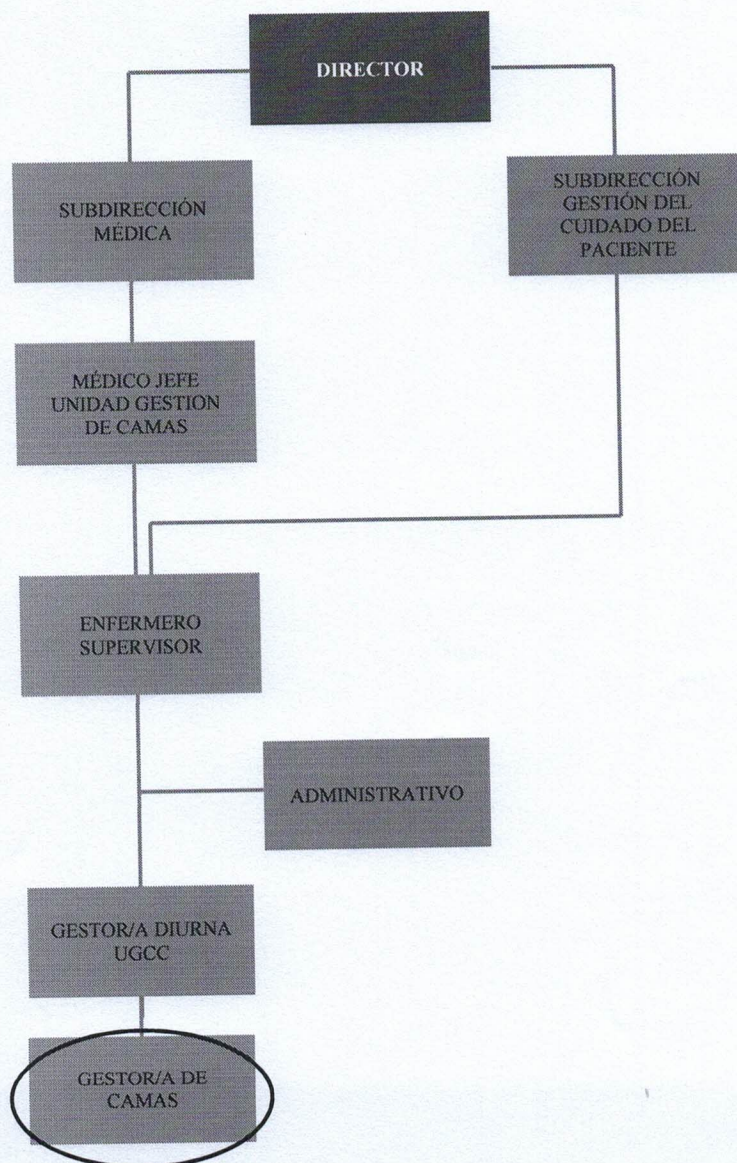 DIRECTOR
SUBDIRECCIÓN
MÉDICA
SUBDIRECCIÓN
GESTIÓN DEL
CUIDADO DEL
PACIENTE
MÉDICO JEFE
UNIDAD GESTION
DE CAMAS
ENFERMERO
SUPERVISOR
ADMINISTRATIVO
GESTOR/A DIURNA
UGCC
GESTOR/A DE
CAMAS